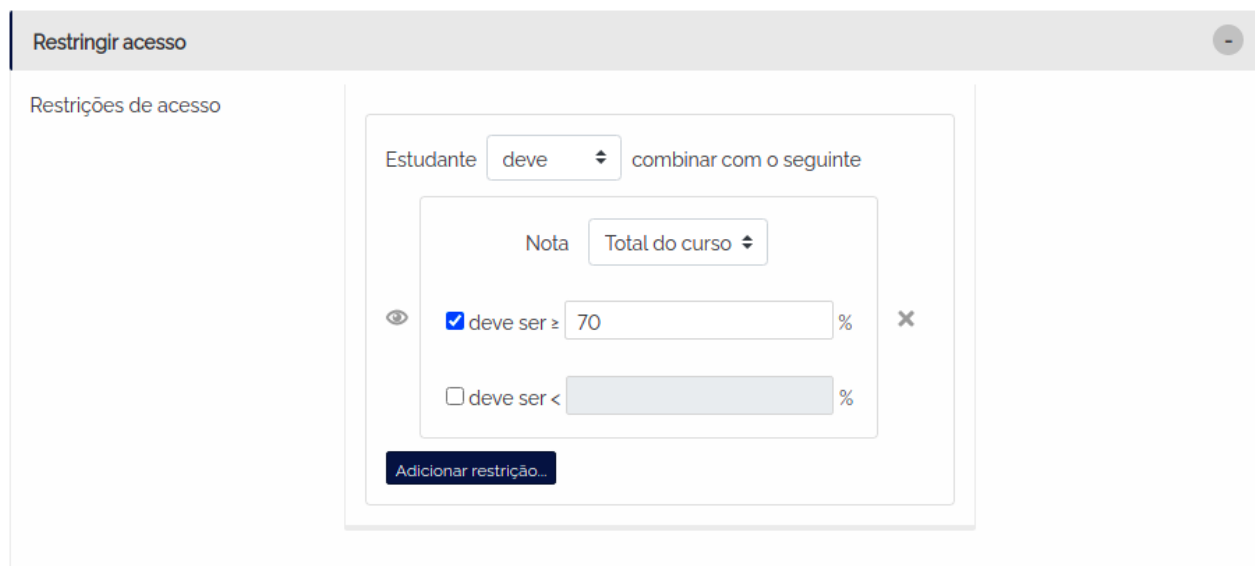 Restringir acesso
-
Restrições de acesso
Estudante deve combinar com o seguinte
Nota Total do curso
deve ser ≥ 70 %
deve ser < %
Adicionar restrição...